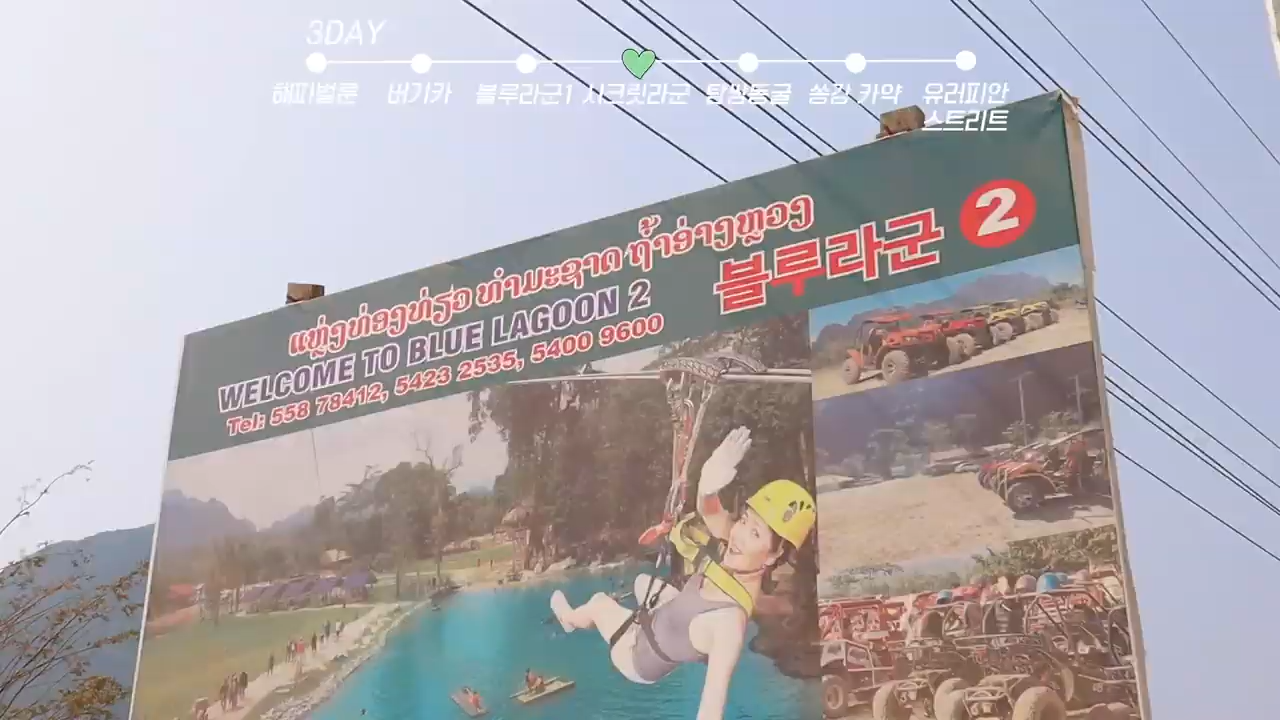 3DAY
해피벌룬 버기카 블루라군1 시크릿라군 탐쌍동굴 쏭강 카약 유러피안
스트리트
ແຫຼ່ງທ່ອງທ່ຽວ ທຳມະຊາດ ຖ້ຳອ່າງຫຼວງ
WELCOME TO BLUE LAGOON 2
블루라군 2
Tel: 558 78412, 5423 2535, 5400 9600